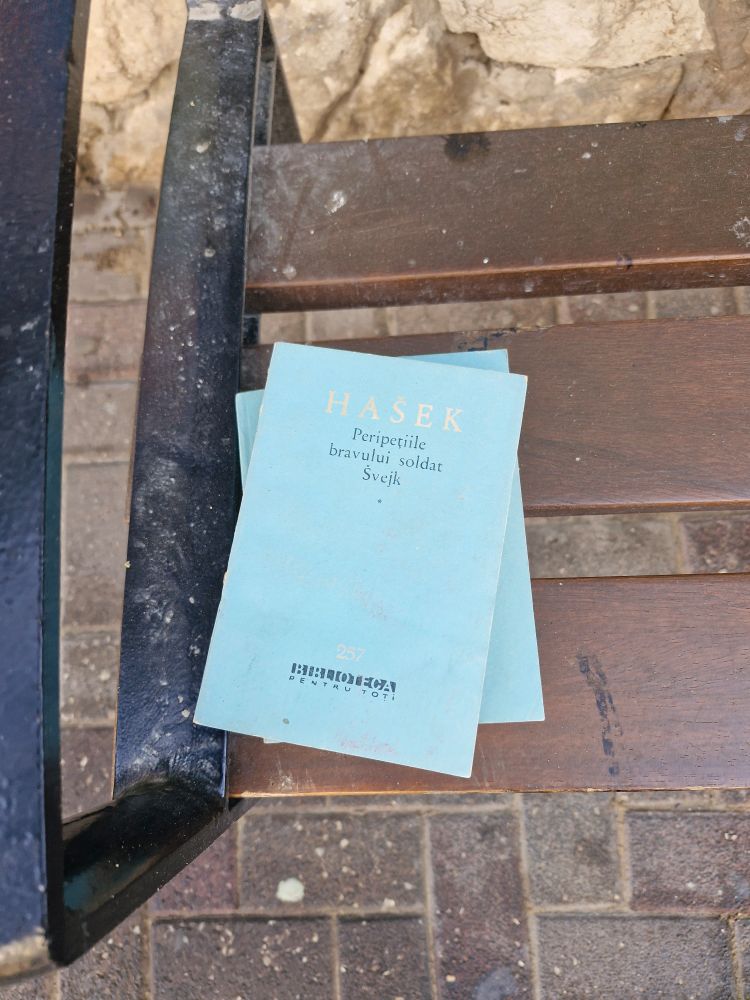 HAŠEK
Peripețiile
bravului soldat
Švejk
*
257
BIBLIOTECA
PENTRU TOȚI